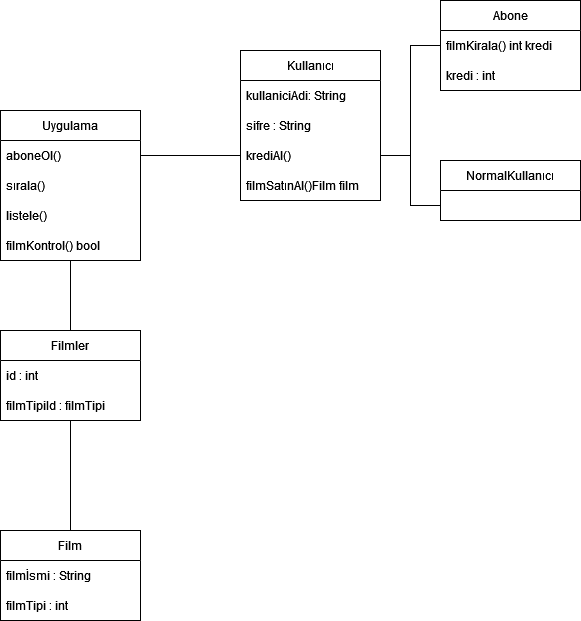 Abone
filmKirala() int kredi
kredi : int
Kullanıcı
kullaniciAdi: String
sifre : String
krediAl()
filmSatınAl()Film film
NormalKullanıcı
Uygulama
aboneOl()
sırala()
listele()
filmKontrol() bool
Filmler
id : int
filmTipiId : filmTipi
Film
filmİsmi : String
filmTipi : int